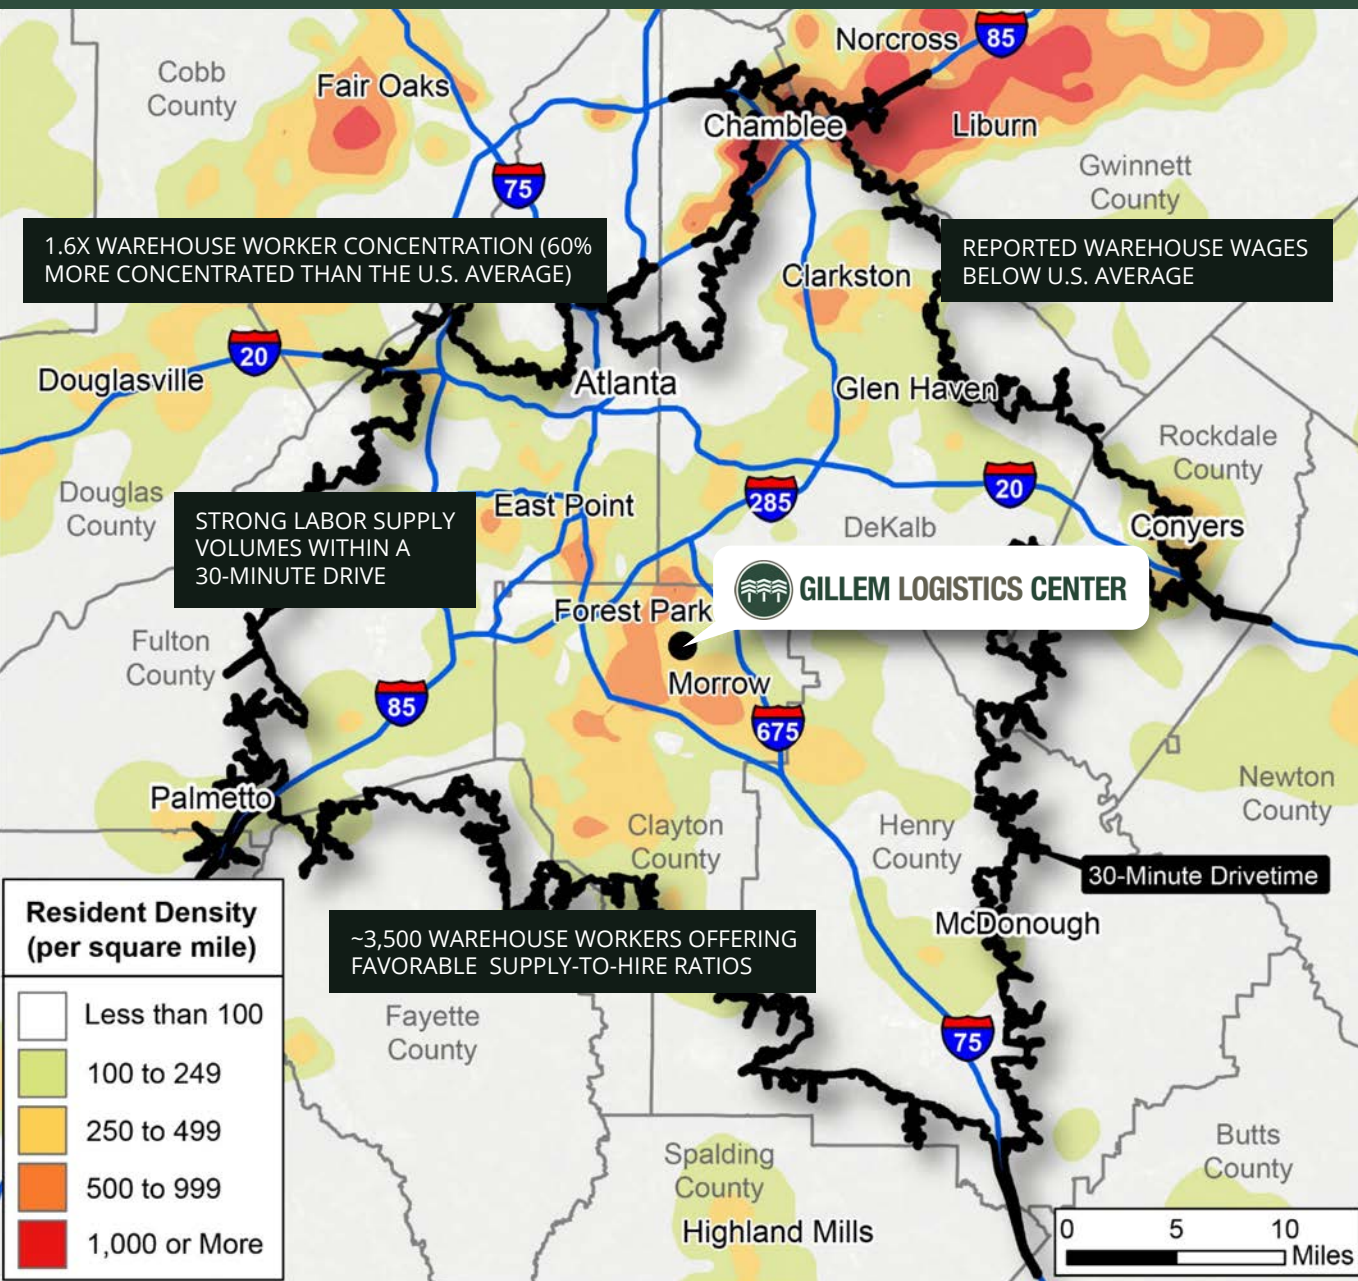 Norcross
85
Cobb
County
Fair Oaks
Chamblee
Liburn
Gwinnett
County
75
1.6X WAREHOUSE WORKER CONCENTRATION (60%
MORE CONCENTRATED THAN THE U.S. AVERAGE)
REPORTED WAREHOUSE WAGES
BELOW U.S. AVERAGE
Clarkston
20
Douglasville
Atlanta
Glen Haven
Rockdale
County
Douglas
County
STRONG LABOR SUPPLY
VOLUMES WITHIN A
30-MINUTE DRIVE
East Point
285
20
DeKalb
Conyers
GILLEM LOGISTICS CENTER
Forest Park
Fulton
County
Morrow
85
675
Palmetto
Newton
County
Clayton
County
Henry
County
30-Minute Drivetime
McDonough
~3,500 WAREHOUSE WORKERS OFFERING
FAVORABLE SUPPLY-TO-HIRE RATIOS
Resident Density
(per square mile)
Less than 100
100 to 249
250 to 499
500 to 999
1,000 or More
Fayette
County
75
Spalding
County
Butts
County
Highland Mills
0 5 10
Miles